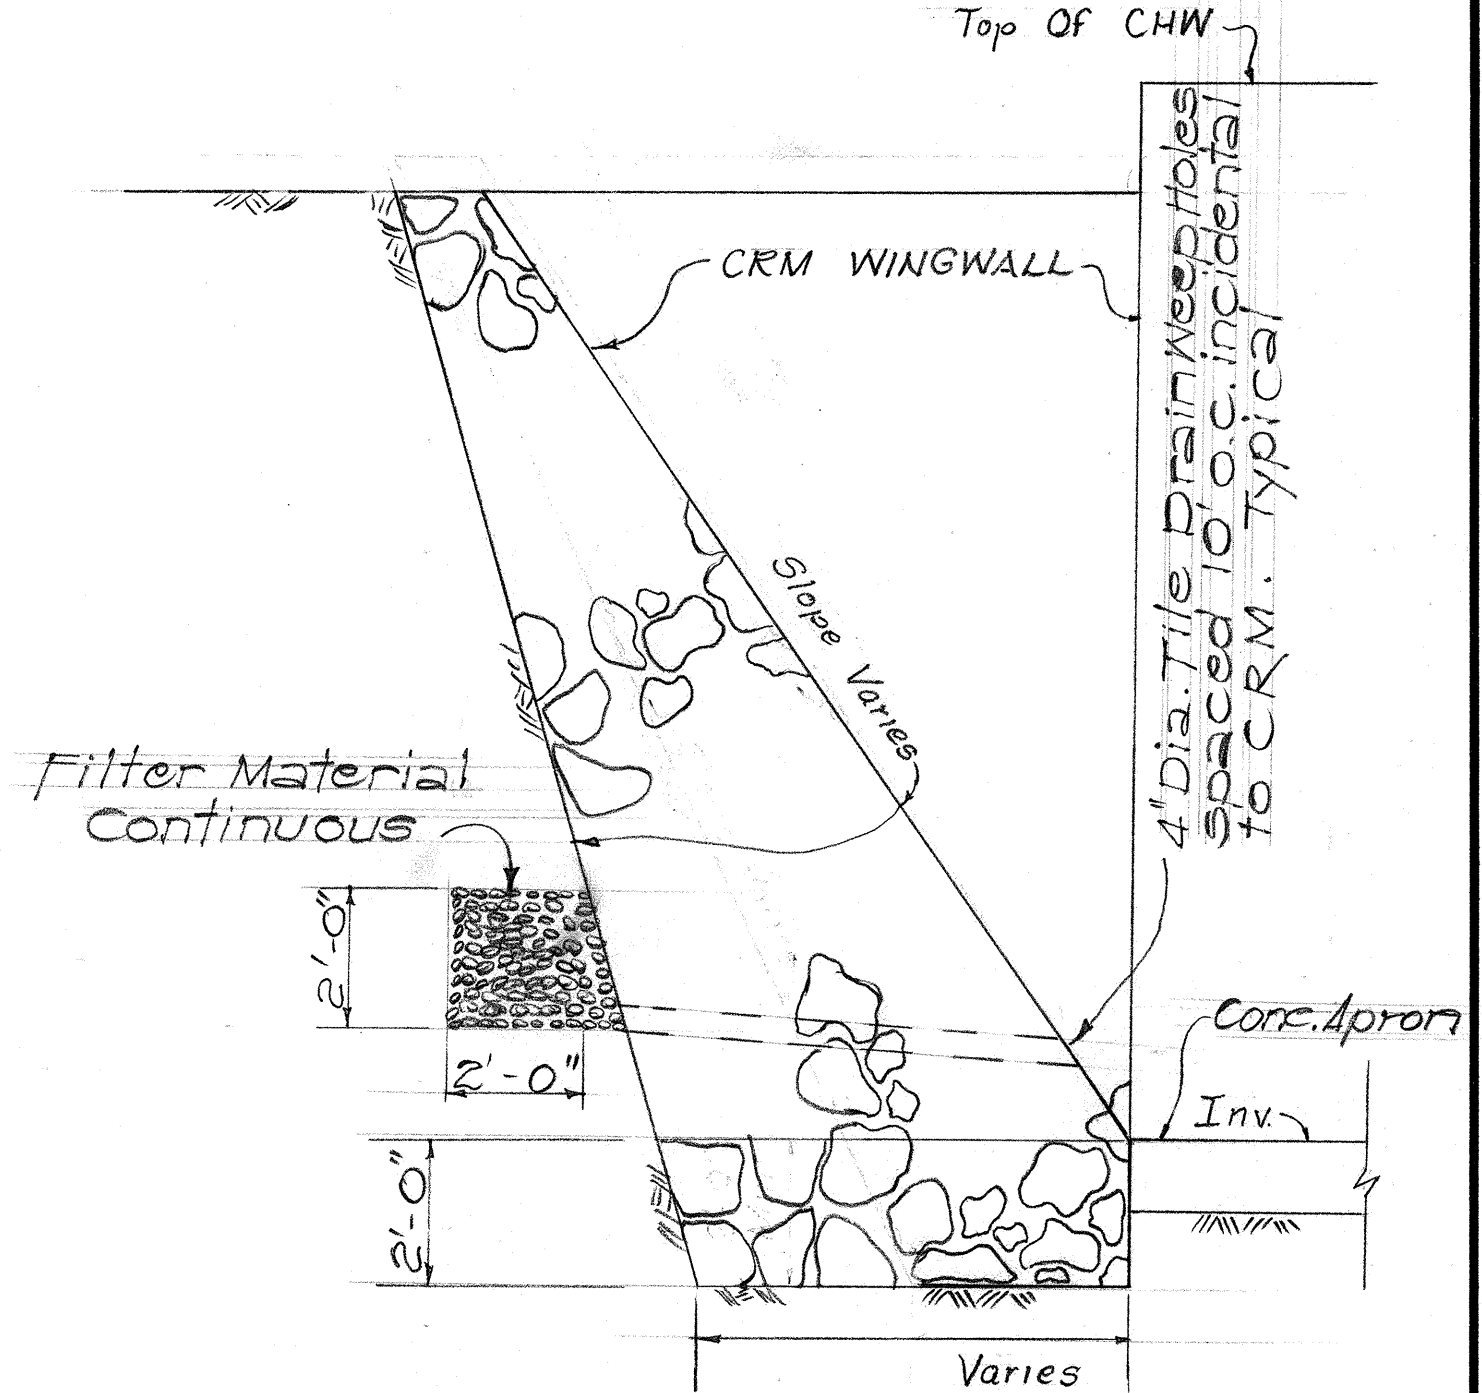 Top Of CHW
CRM WINGWALL
4" Dia. Tile Drain Weep Holes
spaced 10' o.c. incidental
to CRM. Typical
Slope Varies
Filter Material
Continuous
2'-0"
2'-0"
Conc. Apron
Inv.
2'-0"
Varies